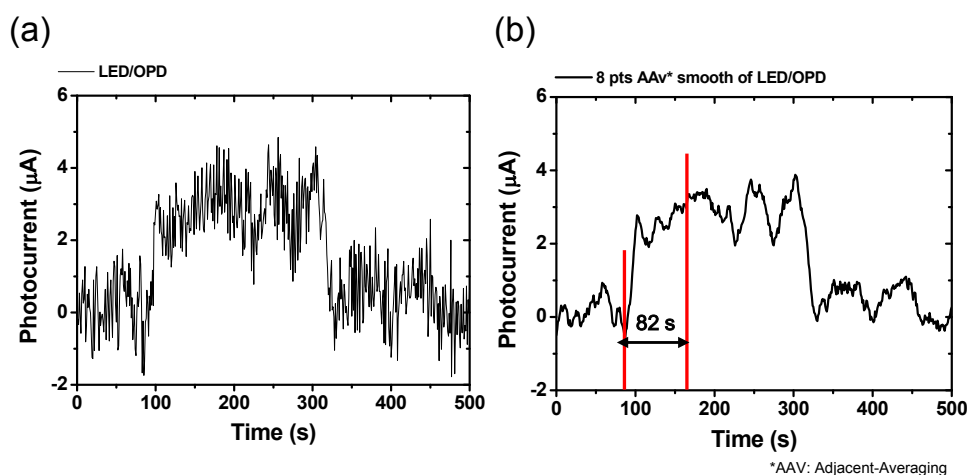 (a)
LED/OPD
6
4
2
0
-2
Photocurrent (μA)
0 100 200 300 400 500
Time (s)
(b)
8 pts AAv* smooth of LED/OPD
6
4
2
0
-2
Photocurrent (μA)
82 s
0 100 200 300 400 500
Time (s)
*AAV: Adjacent-Averaging